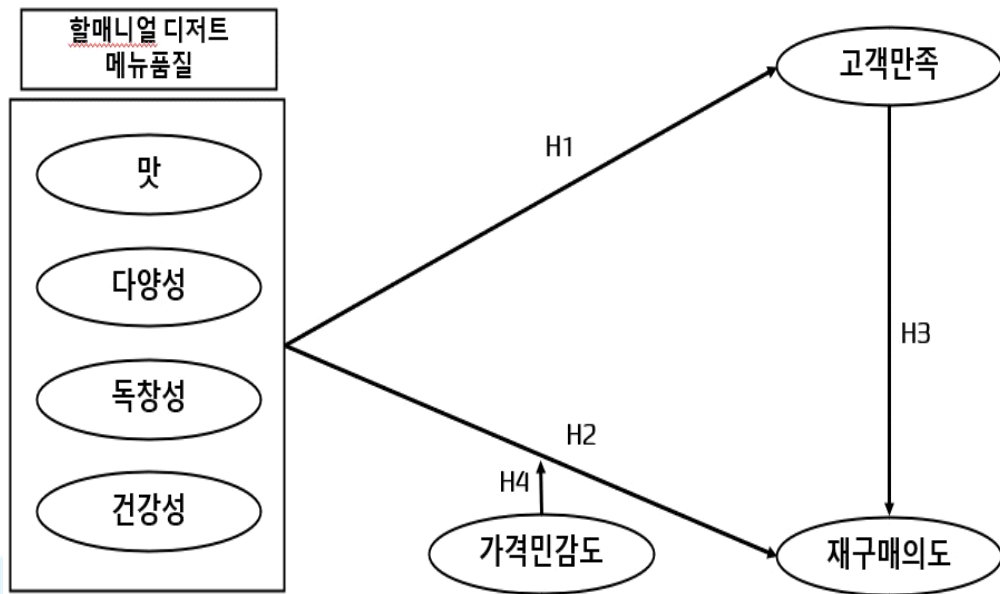 할매니얼 디저트
메뉴품질
맛
다양성
독창성
건강성
H1
H2
H4
가격민감도
고객만족
H3
재구매의도